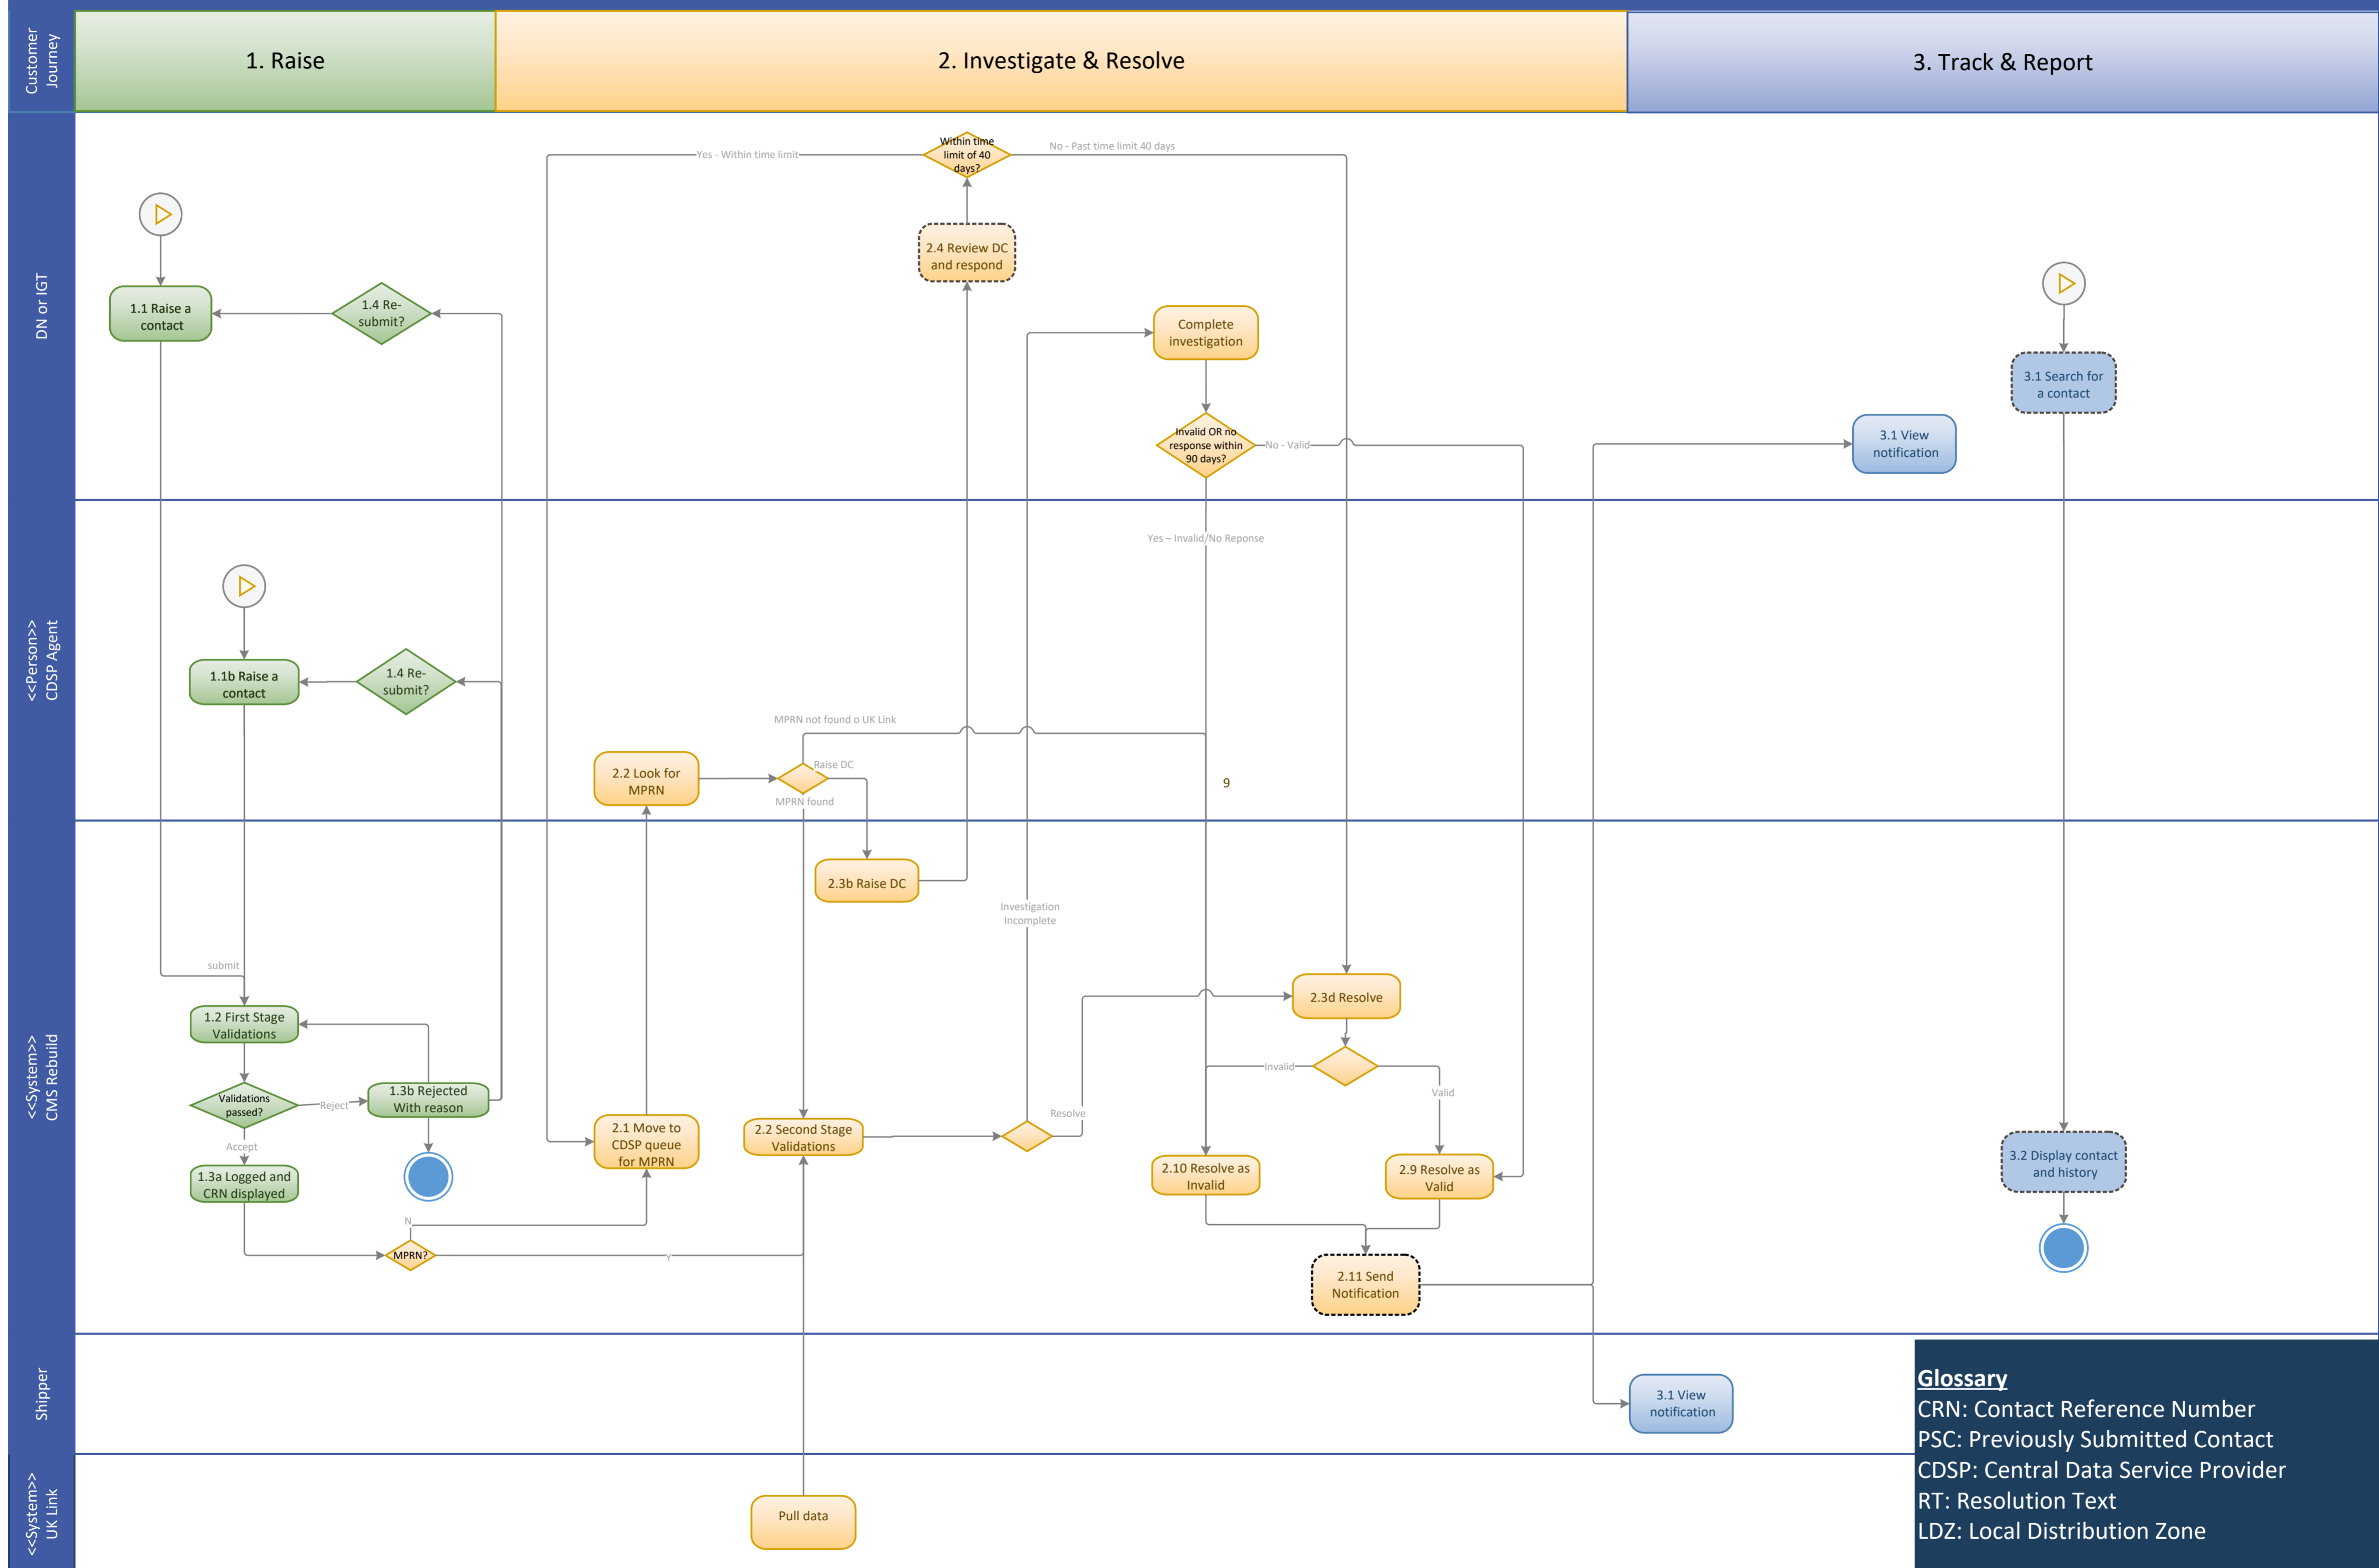 Customer
Journey
1. Raise
2. Investigate & Resolve
3. Track & Report
DN or IGT
Within time
limit of 40
days?
Yes - Within time limit
No - Past time limit 40 days
2.4 Review DC
and respond
1.1 Raise a
contact
1.4 Re-
submit?
Complete
investigation
Invalid OR no
response within
90 days?
No - Valid
3.1 Search for
a contact
3.1 View
notification
<<Person>>
CDSP Agent
Yes – Invalid/No Reponse
1.1b Raise a
contact
1.4 Re-
submit?
MPRN not found o UK Link
2.2 Look for
MPRN
Raise DC
MPRN found
9
<<System>>
CMS Rebuild
2.3b Raise DC
Investigation
Incomplete
submit
1.2 First Stage
Validations
2.3d Resolve
Validations
passed?
Reject
1.3b Rejected
With reason
Invalid
Valid
Resolve
2.1 Move to
CDSP queue
for MPRN
2.2 Second Stage
Validations
Accept
1.3a Logged and
CRN displayed
2.10 Resolve as
Invalid
2.9 Resolve as
Valid
3.2 Display contact
and history
N
MPRN?
Y
2.11 Send
Notification
Shipper
3.1 View
notification
<<System>>
UK Link
Pull data
Glossary
CRN: Contact Reference Number
PSC: Previously Submitted Contact
CDSP: Central Data Service Provider
RT: Resolution Text
LDZ: Local Distribution Zone